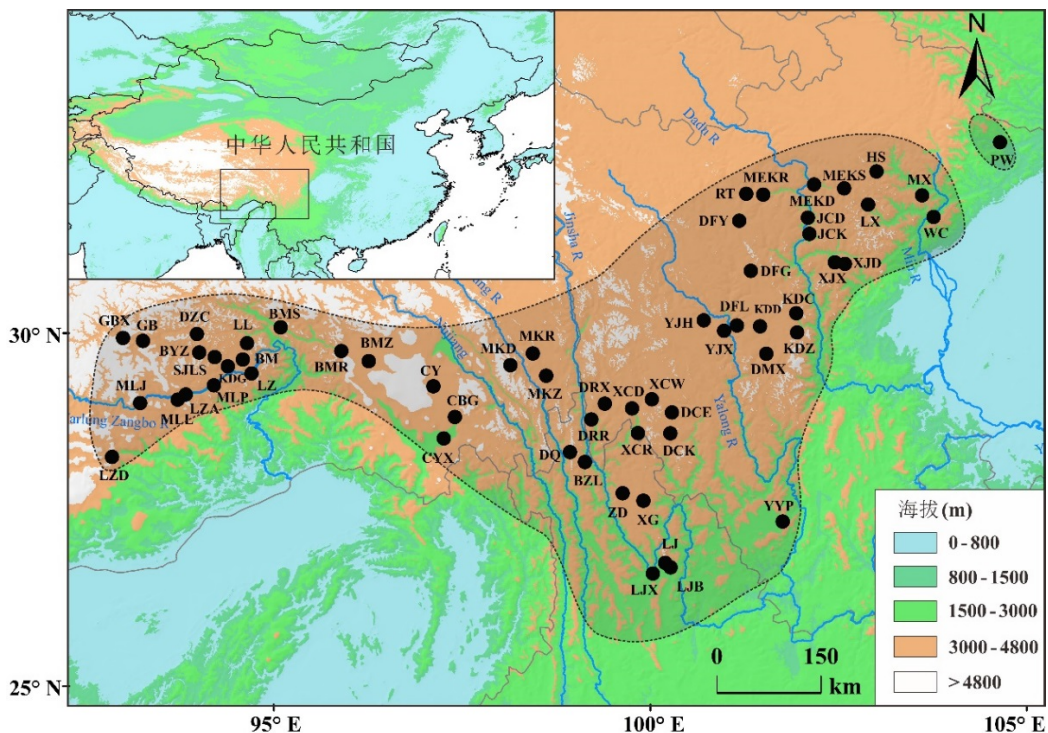 中华人民共和国
N
Dadu R
PW
HS
MEKR
MEKS
MX
RT
MEKD
DFY
JCD
LX
JCK
WC
Jinsha R
Min R
XJX
XJD
DFG
GBX
GB
DZC
LL
BMS
DFL
KDD
KDC
30° N
YJH
YJX
KDZ
BYZ
BM
BMR
BMZ
MKD
MKR
SJLS
KDG
LZ
DMX
MLJ
MLP
CY
MKZ
DRX
XCD
XCW
LZA
MLL
CBG
DCE
Yalong R
DRR
XCR
DCK
LZD
CYX
DQ
BZL
ZD
XG
YYP
LJ
LJX
LJB
海拔(m)
0-800
800-1500
1500-3000
3000-4800
>4800
0
150
km
25° N
95° E
100° E
105° E